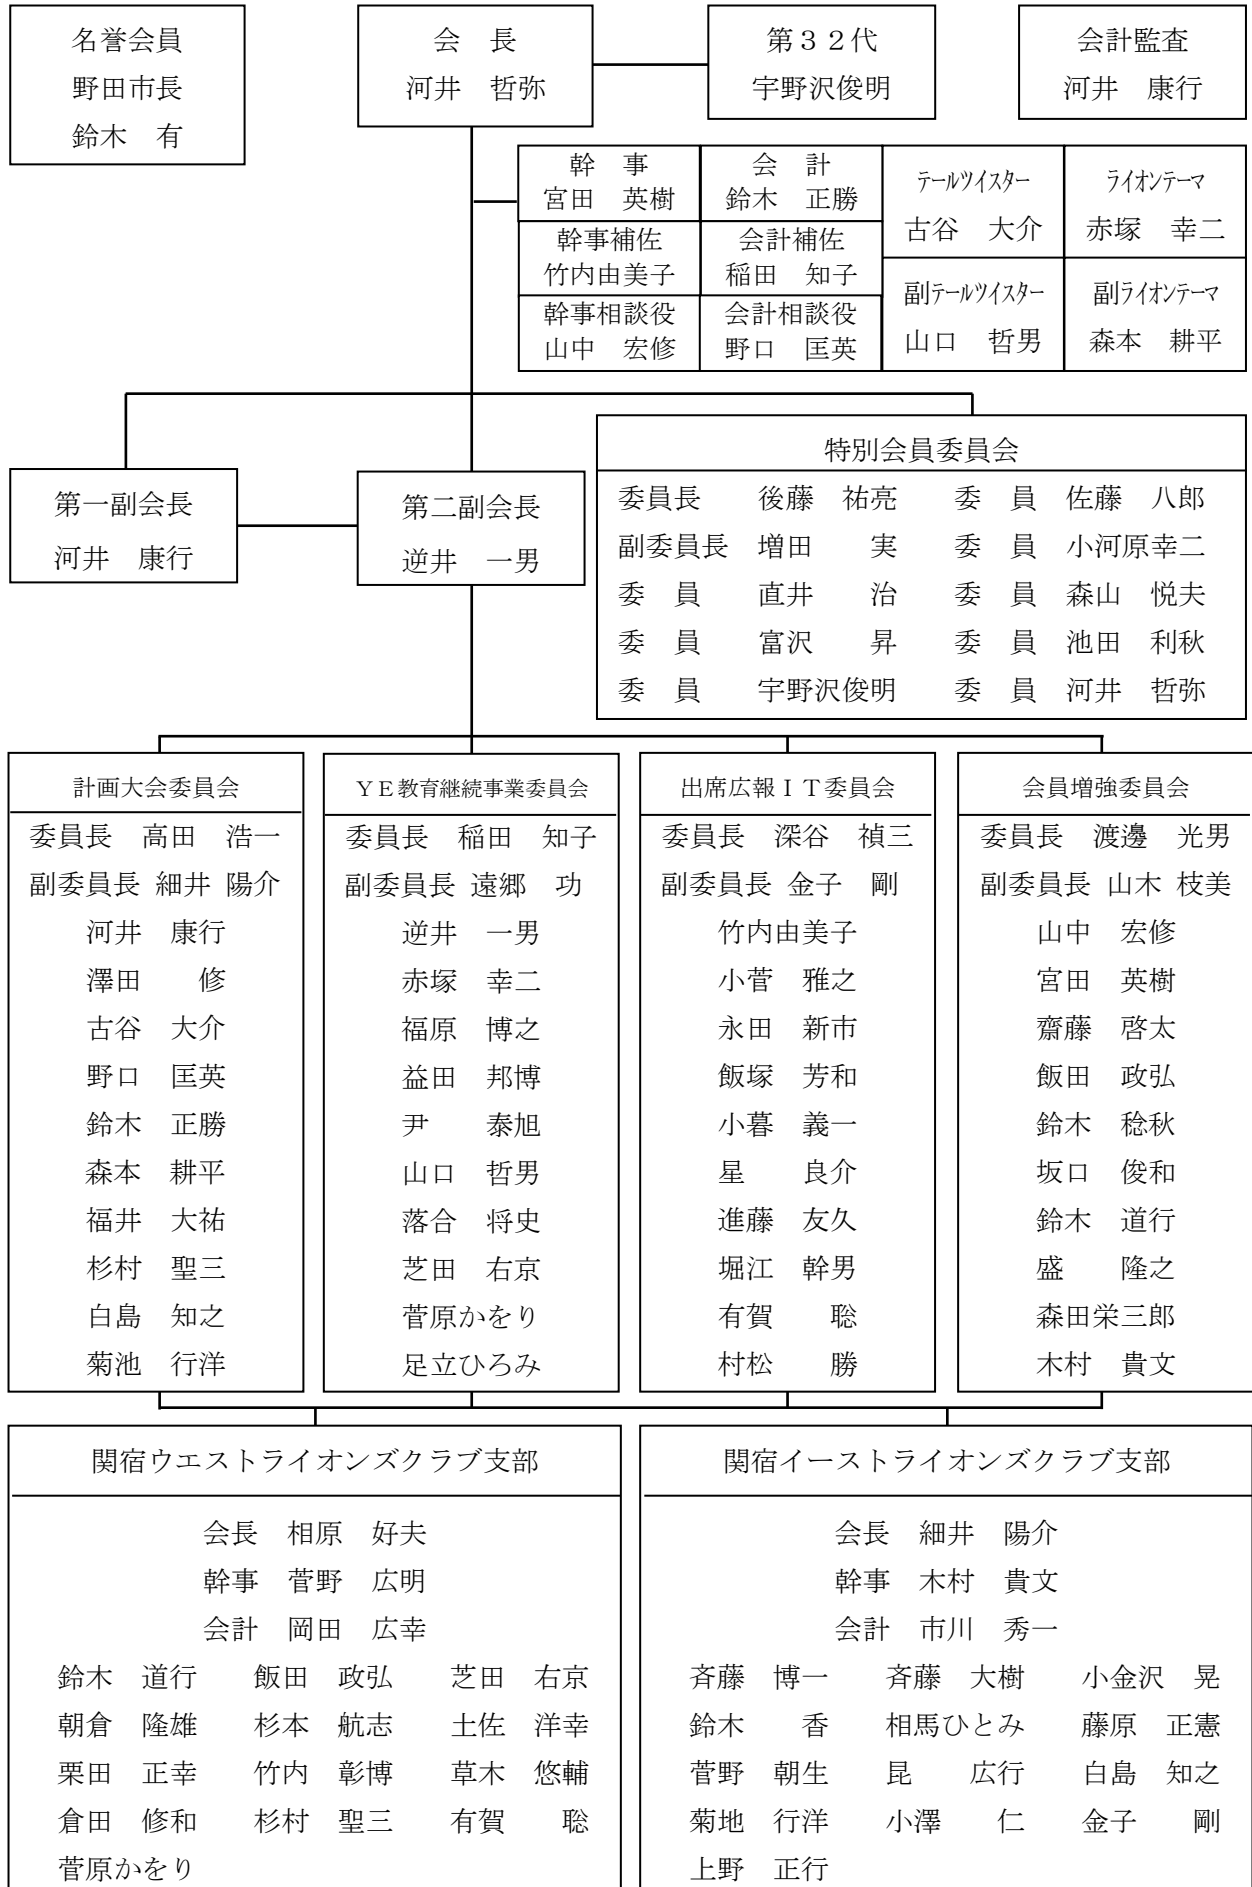 名誉会員
野田市長
鈴木　有
会　長
河井　哲弥
第３２代
宇野沢俊明
会計監査
河井　康行
幹　事
宮田　英樹
会　計
鈴木　正勝
テールツイスター
古谷　大介
ライオンテーマ
赤塚　幸二
幹事補佐
竹内由美子
会計補佐
稲田　知子
副テールツイスター
山口　哲男
副ライオンテーマ
森本　耕平
幹事相談役
山中　宏修
会計相談役
野口　匡英
第一副会長
河井　康行
第二副会長
逆井　一男
特別会員委員会
委員長　後藤　祐亮　委　員　佐藤　八郎
副委員長　増田　　実　委　員　小河原幸二
委　員　直井　　治　委　員　森山　悦夫
委　員　富沢　　昇　委　員　池田　利秋
委　員　宇野沢俊明　委　員　河井　哲弥
計画大会委員会
委員長　高田　浩一
副委員長 細井 陽介
河井　康行
澤田　　修
古谷　大介
野口　匡英
鈴木　正勝
森本　耕平
福井　大祐
杉村　聖三
白島　知之
菊池　行洋
ＹＥ教育継続事業委員会
委員長　稲田　知子
副委員長 遠郷　功
逆井　一男
赤塚　幸二
福原　博之
益田　邦博
尹　　泰旭
山口　哲男
落合　将史
芝田　右京
菅原かをり
足立ひろみ
出席広報ＩＴ委員会
委員長　深谷　禎三
副委員長 金子　剛
竹内由美子
小菅　雅之
永田　新市
飯塚　芳和
小暮　義一
星　　良介
進藤　友久
堀江　幹男
有賀　　聡
村松　　勝
会員増強委員会
委員長　渡邊　光男
副委員長 山木 枝美
山中　宏修
宮田　英樹
齋藤　啓太
飯田　政弘
鈴木　稔秋
坂口　俊和
鈴木　道行
盛　　隆之
森田栄三郎
木村　貴文
関宿ウエストライオンズクラブ支部
会長　相原　好夫
幹事　菅野　広明
会計　岡田　広幸
鈴木　道行　飯田　政弘　芝田　右京
朝倉　隆雄　杉本　航志　土佐　洋幸
栗田　正幸　竹内　彰博　草木　悠輔
倉田　修和　杉村　聖三　有賀　　聡
菅原かをり
関宿イーストライオンズクラブ支部
会長　細井　陽介
幹事　木村　貴文
会計　市川　秀一
斉藤　博一　斉藤　大樹　小金沢　晃
鈴木　　香　相馬ひとみ　藤原　正憲
菅野　朝生　昆　　広行　白島　知之
菊地　行洋　小澤　　仁　金子　　剛
上野　正行